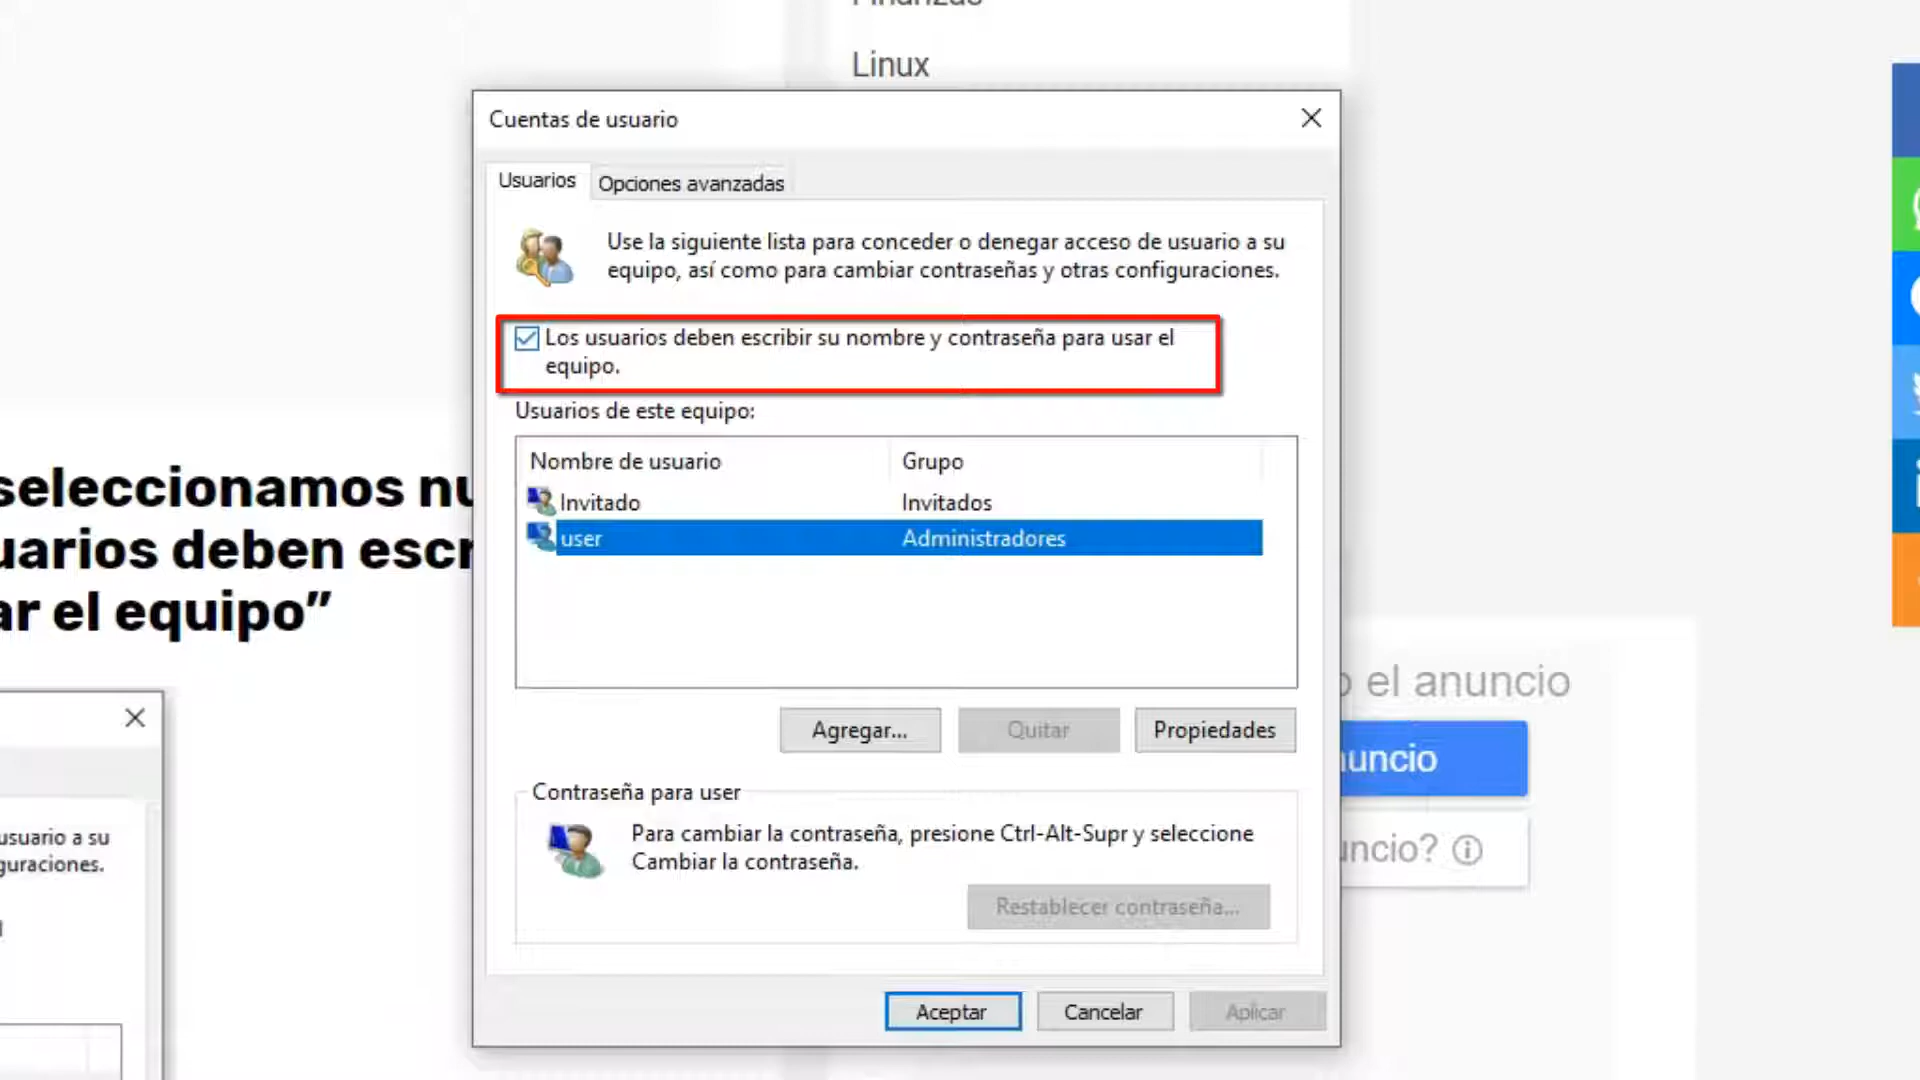 Linux
Cuentas de usuario
Usuarios
Opciones avanzadas
Use la siguiente lista para conceder o denegar acceso de usuario a su
equipo, así como para cambiar contraseñas y otras configuraciones.
Los usuarios deben escribir su nombre y contraseña para usar el
equipo.
Usuarios de este equipo:
Nombre de usuario Grupo
Invitado Invitados
user Administradores
Agregar... Quitar Propiedades
Contraseña para user
Para cambiar la contraseña, presione Ctrl-Alt-Supr y seleccione
Cambiar la contraseña.
Restablecer contraseña...
Aceptar Cancelar Aplicar
seleccionamos nu
uarios deben escr
ar el equipo”
usuario a su
guraciones.
o el anuncio
nuncio
uncio?